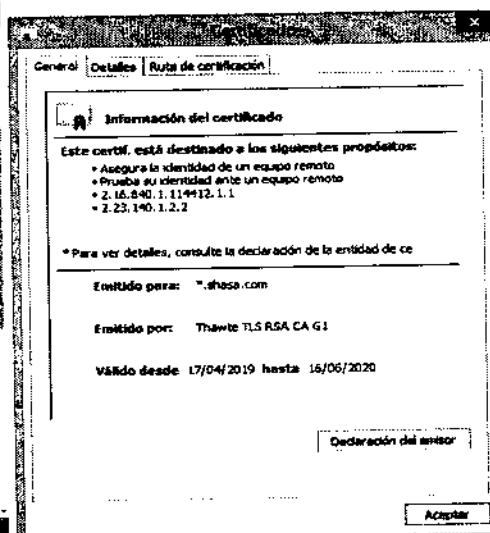 General Detalles Ruta de certificación
Información del certificado
Este certif. está destinado a los siguientes propósitos:
• Asegura la identidad de un equipo remoto
• Prueba su identidad ante un equipo remoto
• 2.16.840.1.114412.1.1
• 2.23.140.1.2.2
* Para ver detalles, consulte la declaración de la entidad de ce
Emitido para: *.shasa.com
Emitido por: Thawte TLS RSA CA G1
Válido desde 17/04/2019 hasta 16/06/2020
Declaración del emisor
Aceptar